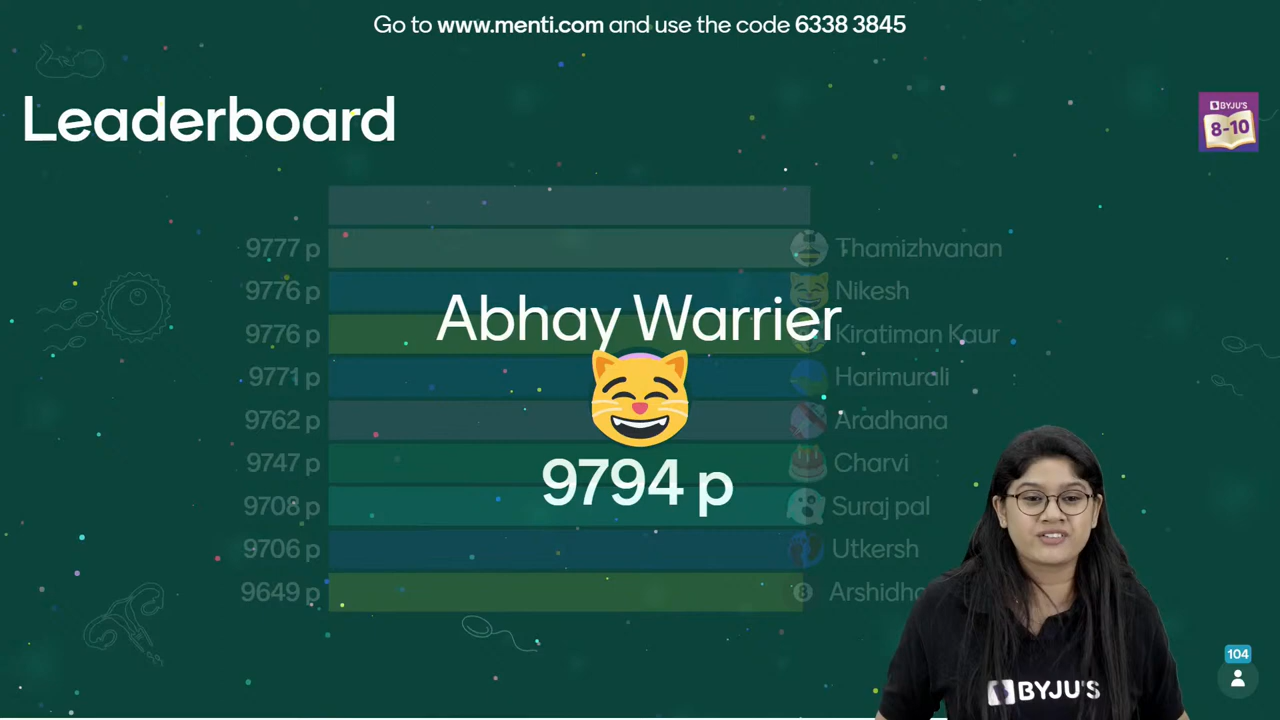 Go to www.menti.com and use the code 6338 3845
Leaderboard
BYJU'S
8-10
9777 p Thamizhvanan
9776 p Nikesh
Abhay Warrier
9776 p Kiratiman Kaur
9771 p Harimurali
9762 p Aradhana
9747 p Charvi
9794 p
9708 p Suraj pal
9706 p Utkersh
9649 p
104
BYJU'S